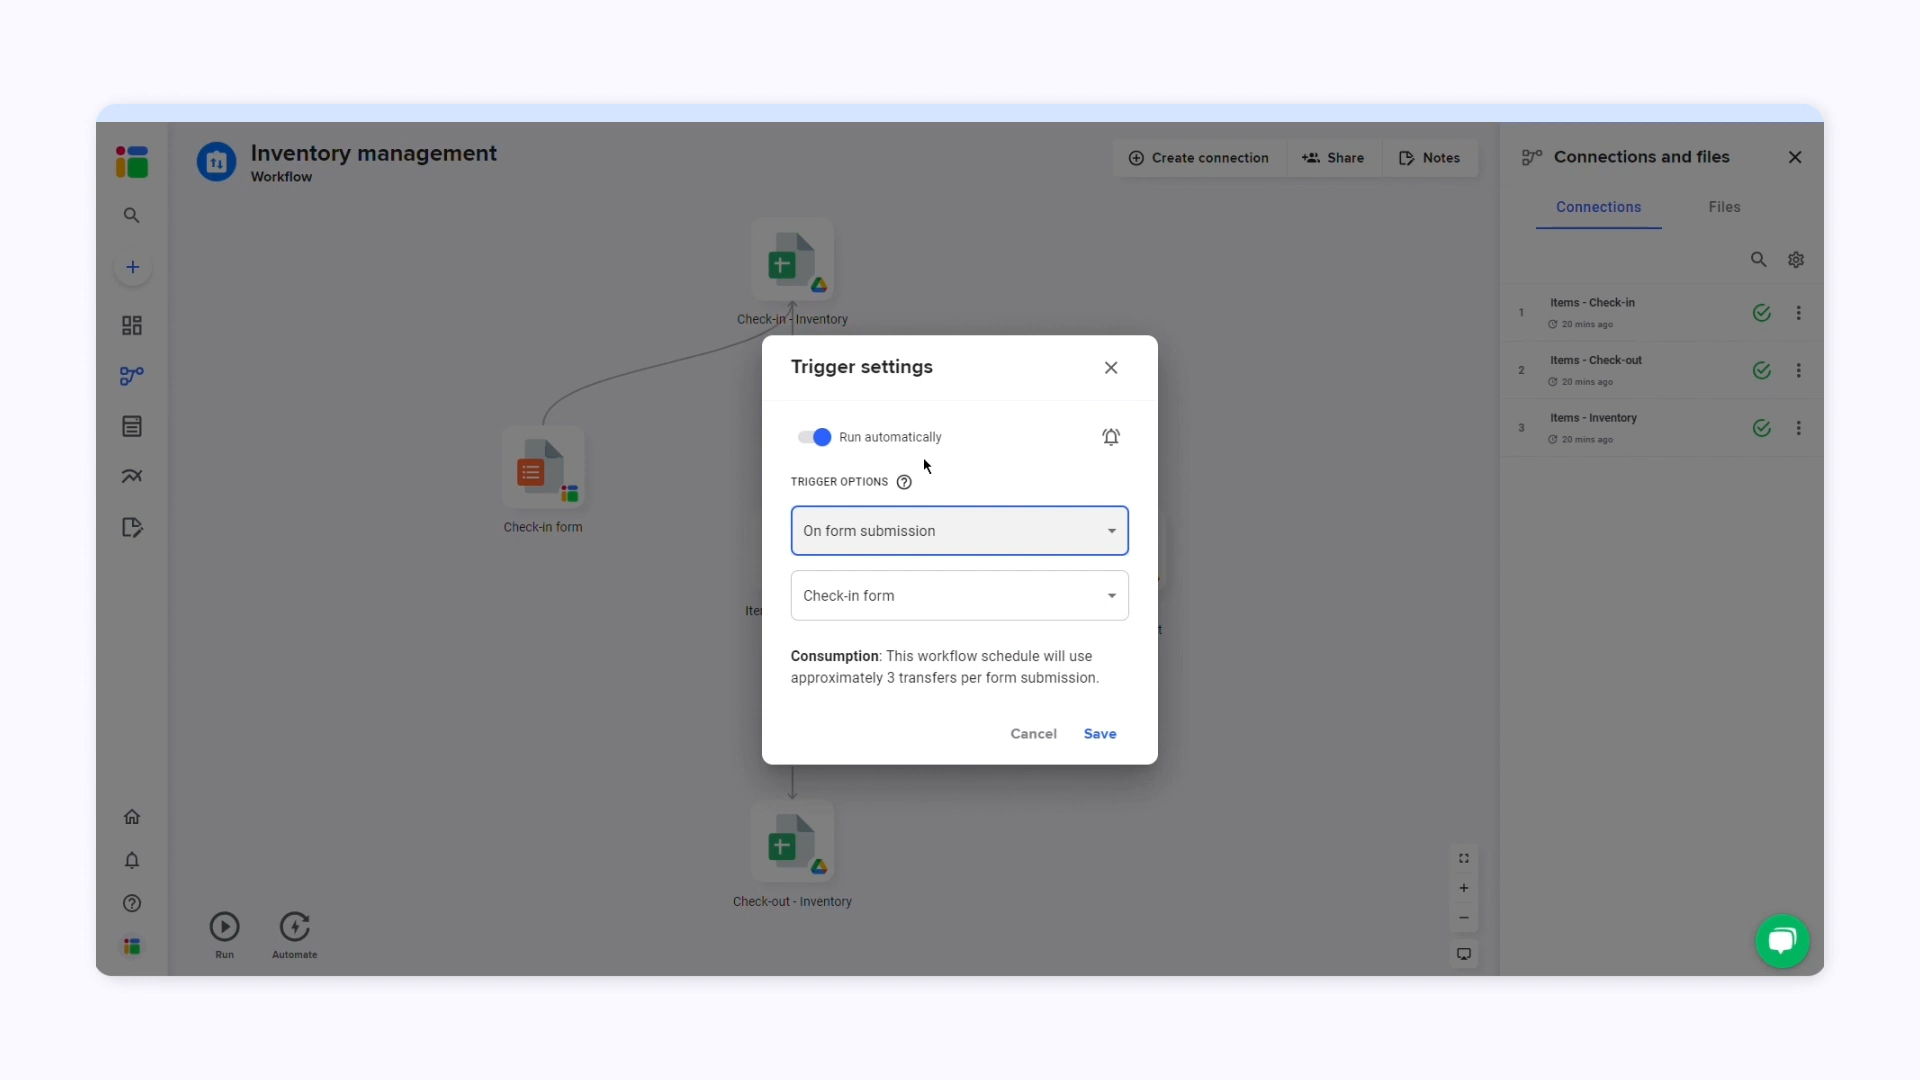 Inventory management
Workflow
Create connection
Share
Notes
Connections and files
Connections
Files
1
Items - Check-in
20 mins ago
2
Items - Check-out
20 mins ago
3
Items - Inventory
20 mins ago
Check-in - Inventory
Check-in form
Trigger settings
Run automatically
TRIGGER OPTIONS
On form submission
Check-in form
Consumption: This workflow schedule will use
approximately 3 transfers per form submission.
Cancel
Save
Check-out - Inventory
Run
Automate